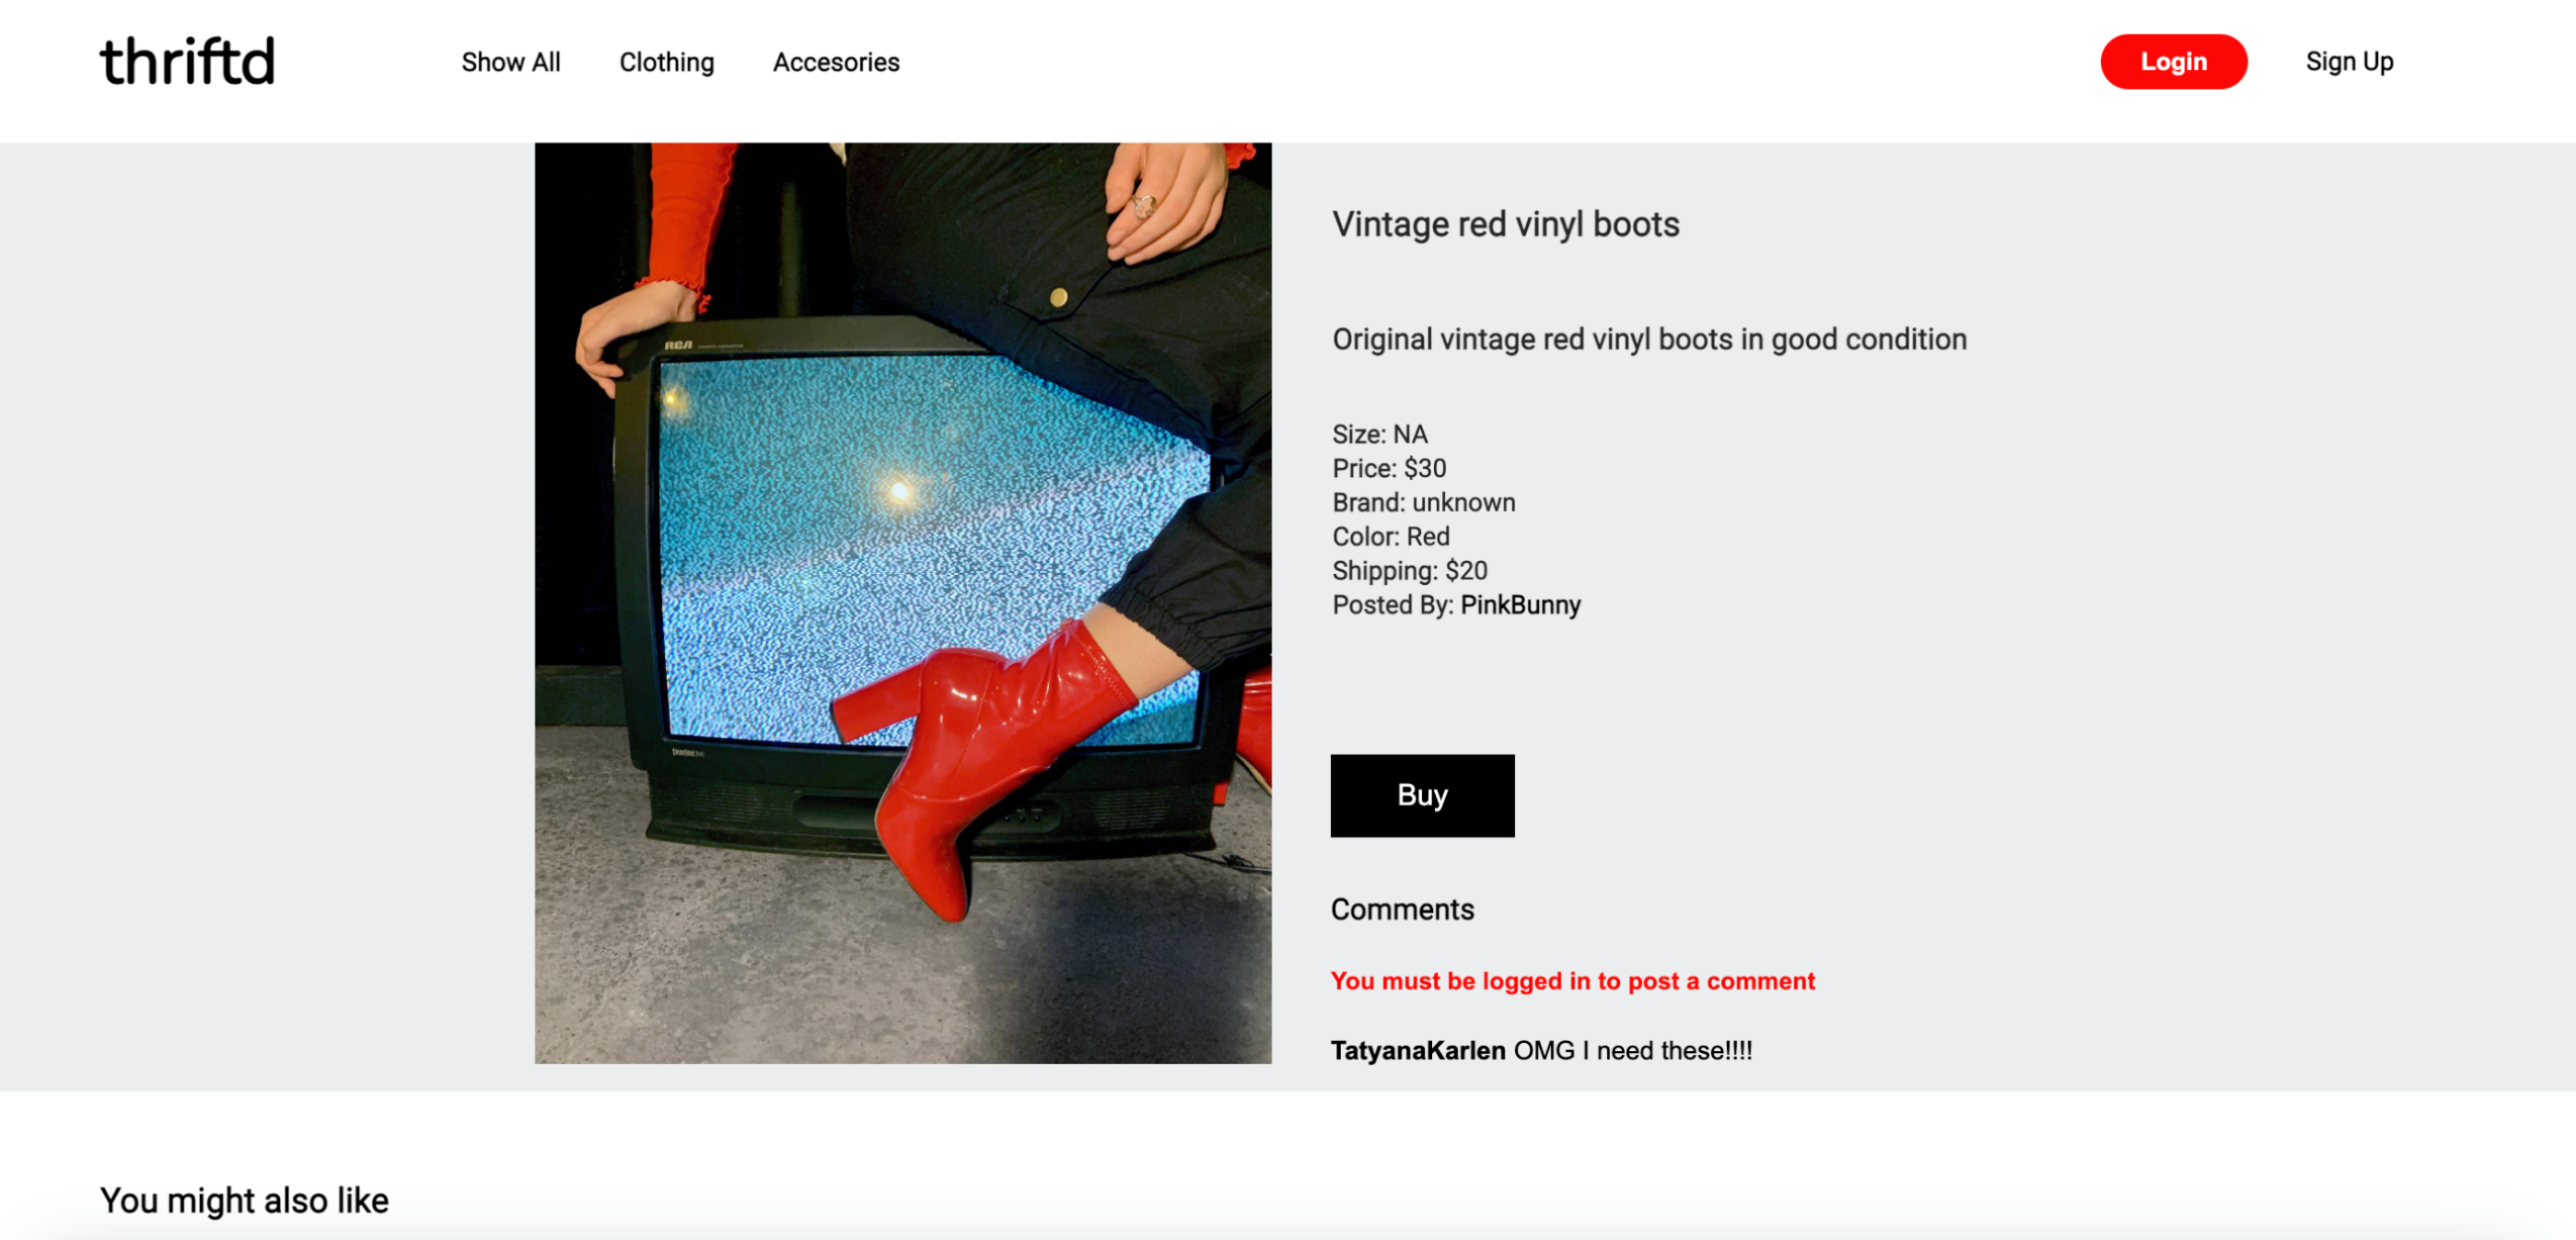 thriftd
Show All
Clothing
Accesories
Login
Sign Up
RCA
Vintage red vinyl boots
Original vintage red vinyl boots in good condition
Size: NA
Price: $30
Brand: unknown
Color: Red
Shipping: $20
Posted By: PinkBunny
Buy
Comments
You must be logged in to post a comment
TatyanaKarlen OMG I need these!!!!
You might also like